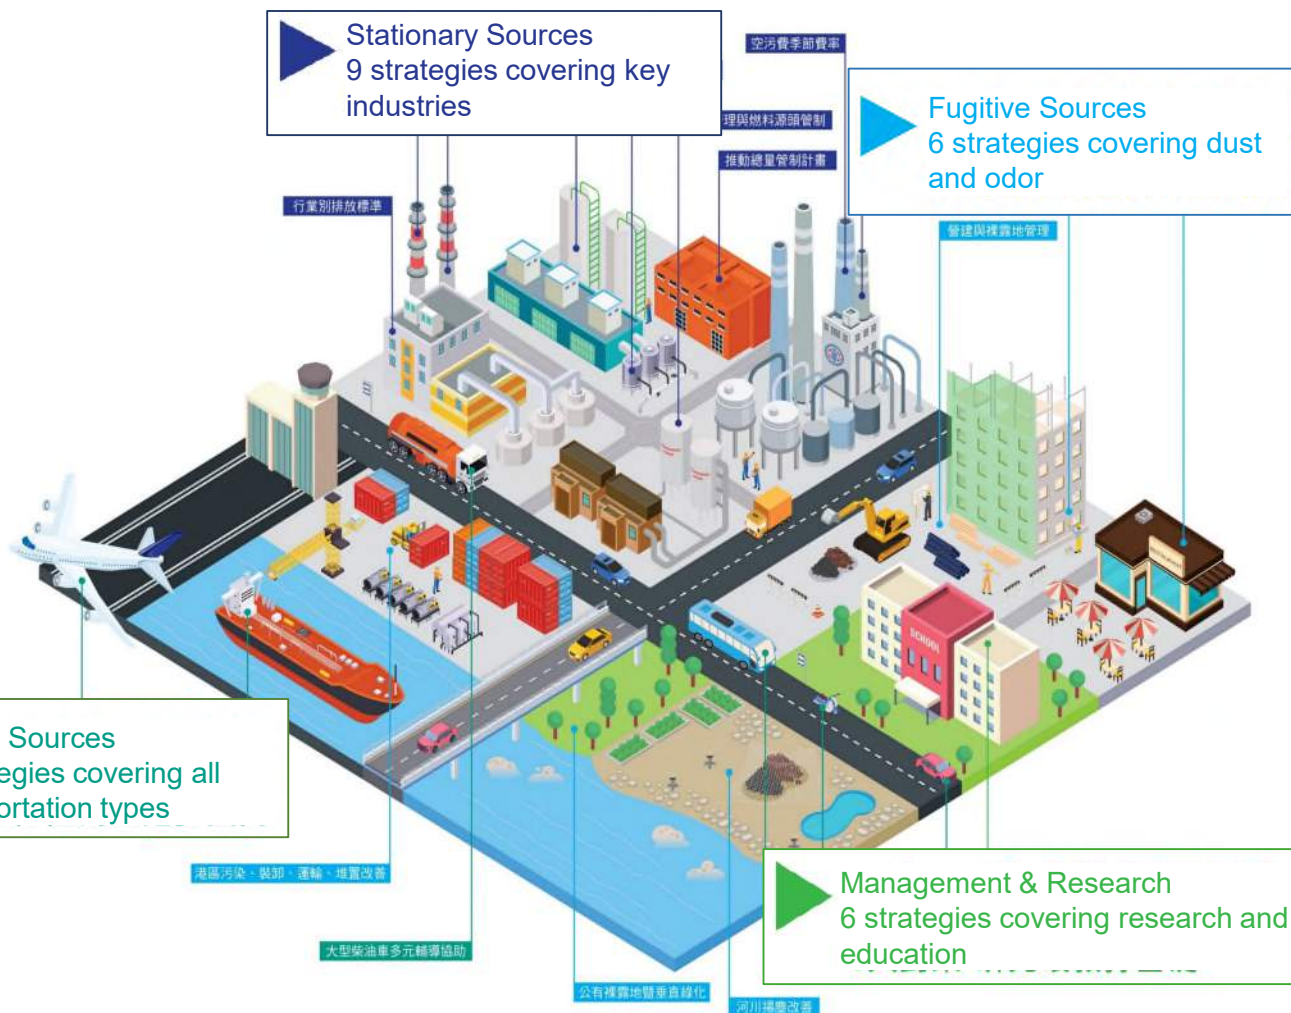 Stationary Sources
9 strategies covering key
industries
空污費季節費率
Fugitive Sources
6 strategies covering dust
and odor
理與燃料源頭管制
推動總量管制計畫
行業別排放標準
營建與裸露地管理
SCHOOL
Sources
egies covering all
ortation types
港區污染、裝卸、運輸、堆置改善
Management & Research
6 strategies covering research and
education
大型柴油車多元輔導協助
公有裸露地暨垂直綠化
河川揚塵改善